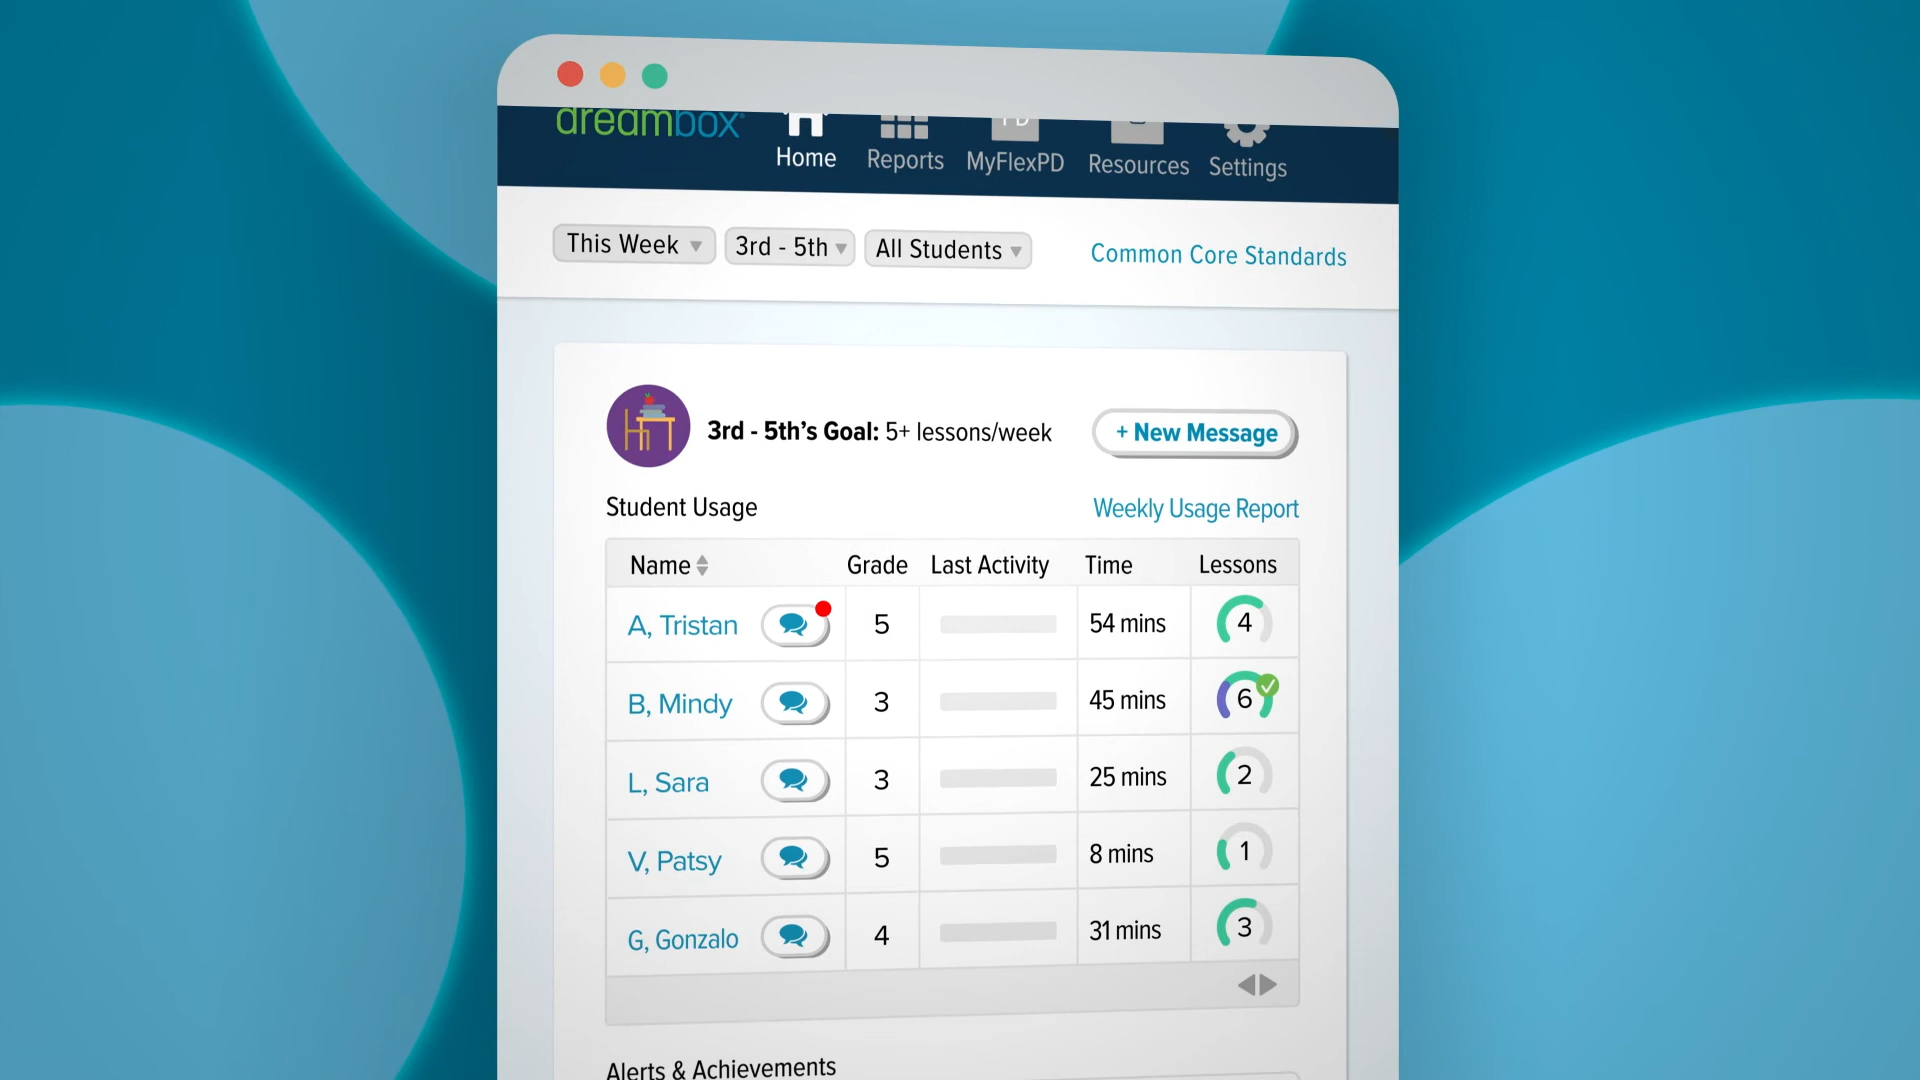 dreambox
Home Reports MyFlexPD Resources Settings
This Week 3rd - 5th All Students Common Core Standards
3rd - 5th's Goal: 5+ lessons/week + New Message
Student Usage Weekly Usage Report
Name Grade Last Activity Time Lessons
A, Tristan 5 54 mins 4
B, Mindy 3 45 mins 6
L, Sara 3 25 mins 2
V, Patsy 5 8 mins 1
G, Gonzalo 4 31 mins 3
Alerts & Achievements